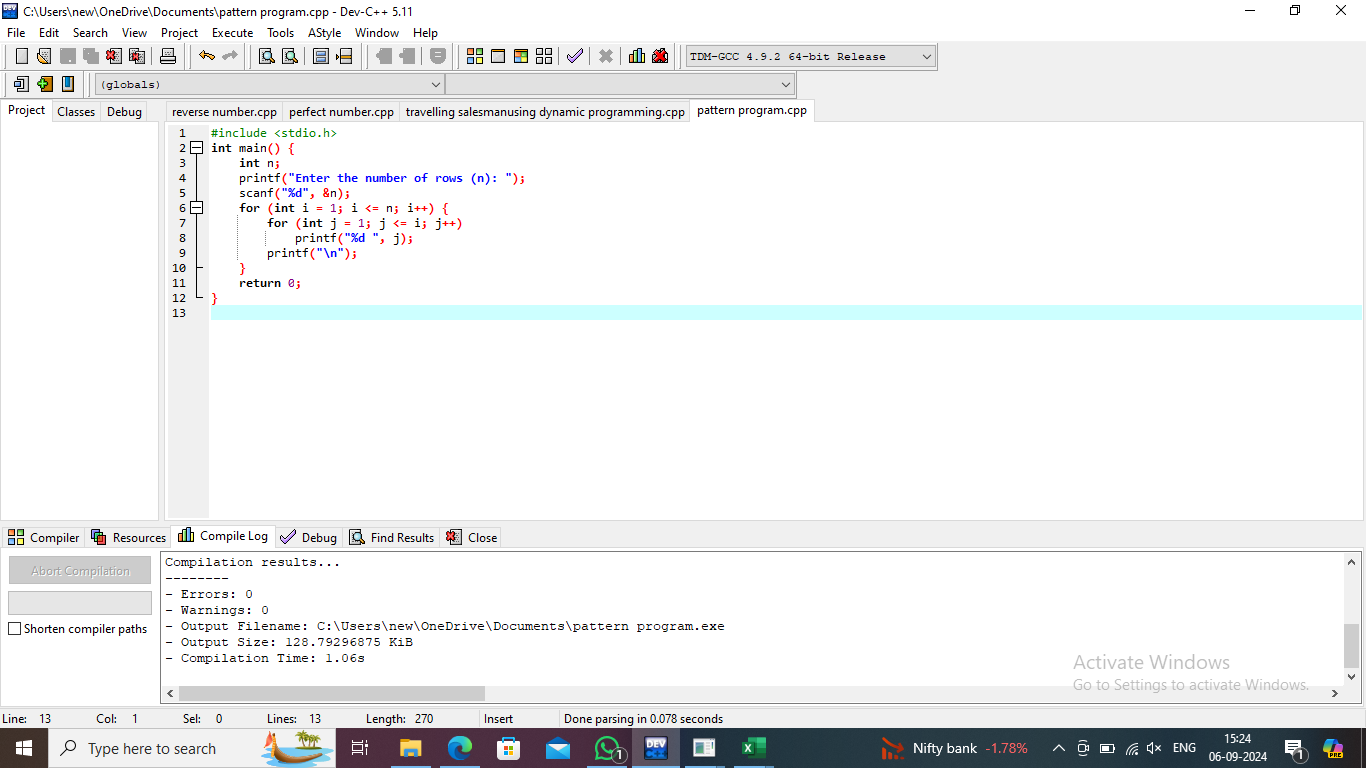 C:\Users\new\OneDrive\Documents\pattern program.cpp - Dev-C++ 5.11
File Edit Search View Project Execute Tools AStyle Window Help
TDM-GCC 4.9.2 64-bit Release
(globals)
Project Classes Debug reverse number.cpp perfect number.cpp travelling salesmanusing dynamic programming.cpp pattern program.cpp
1 #include <stdio.h>
2 int main() {
3 int n;
4 printf("Enter the number of rows (n): ");
5 scanf("%d", &n);
6 for (int i = 1; i <= n; i++) {
7 for (int j = 1; j <= i; j++)
8 printf("%d ", j);
9 printf("\n");
10 }
11 return 0;
12 }
13
Compiler Resources Compile Log Debug Find Results Close
Abort Compilation
Shorten compiler paths
Compilation results...
--------
- Errors: 0
- Warnings: 0
- Output Filename: C:\Users\new\OneDrive\Documents\pattern program.exe
- Output Size: 128.79296875 KiB
- Compilation Time: 1.06s
Activate Windows
Go to Settings to activate Windows.
Line: 13 Col: 1 Sel: 0 Lines: 13 Length: 270 Insert Done parsing in 0.078 seconds
Type here to search 1 DEV Nifty bank -1.78% ENG 15:24 1 PRE
06-09-2024